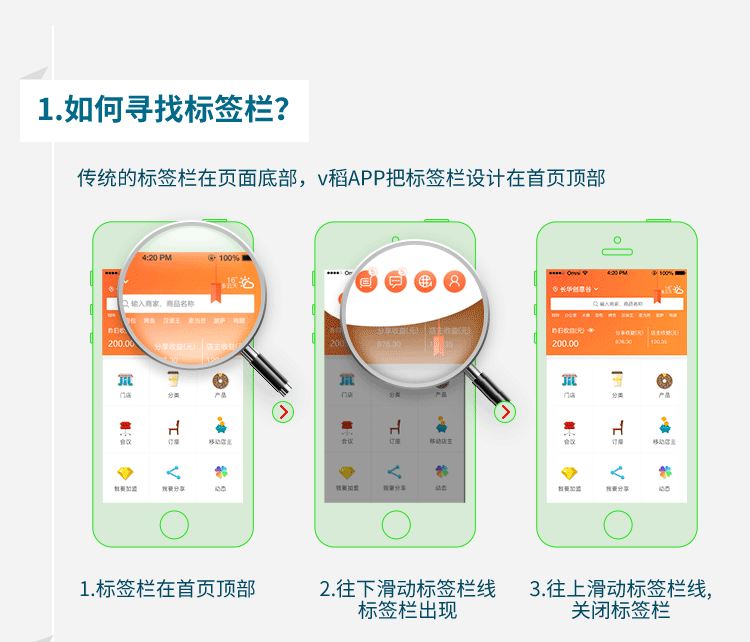 1.如何寻找标签栏?
传统的标签栏在页面底部，v稻APP把标签栏设计在首页顶部
4:20 PM 100%
16°
多云天
输入商家、商品名称
昨日收益(元)
200.00
分享收益(元)
门店 分类 产品
会议 订座 移动店主
我要加盟 我要分享 动态
分享收益(元) 店主收益(元)
200.00 676.30 120.35
门店 分类 产品
会议 订座 移动店主
我要加盟 我要分享 动态
Omni 4:20 PM 100%
长华创意谷
输入商家、商品名称
昨日收益(元) 分享收益(元) 店主收益(元)
200.00 676.30 120.35
门店 分类 产品
会议 订座 移动店主
我要加盟 我要分享 动态
1.标签栏在首页顶部
2.往下滑动标签栏线
标签栏出现
3.往上滑动标签栏线,
关闭标签栏